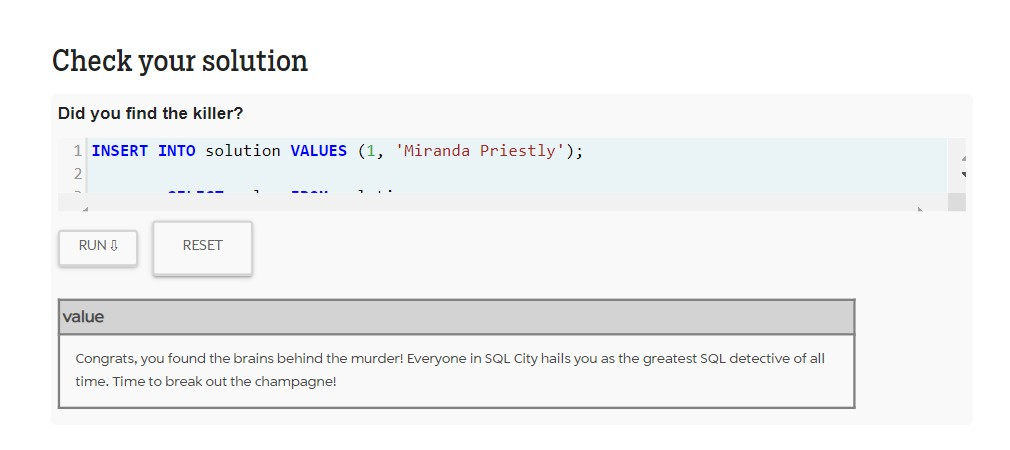 Check your solution
Did you find the killer?
1 INSERT INTO solution VALUES (1, 'Miranda Priestly');
2
RUN ⇩
RESET
value
Congrats, you found the brains behind the murder! Everyone in SQL City hails you as the greatest SQL detective of all
time. Time to break out the champagne!